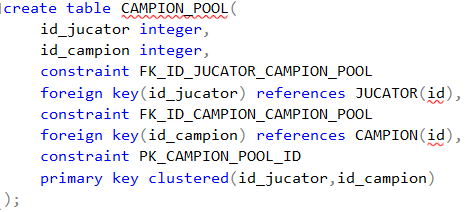 create table CAMPION_POOL(
id_jucator integer,
id_campion integer,
constraint FK_ID_JUCATOR_CAMPION_POOL
foreign key(id_jucator) references JUCATOR(id),
constraint FK_ID_CAMPION_CAMPION_POOL
foreign key(id_campion) references CAMPION(id),
constraint PK_CAMPION_POOL_ID
primary key clustered(id_jucator,id_campion)
);